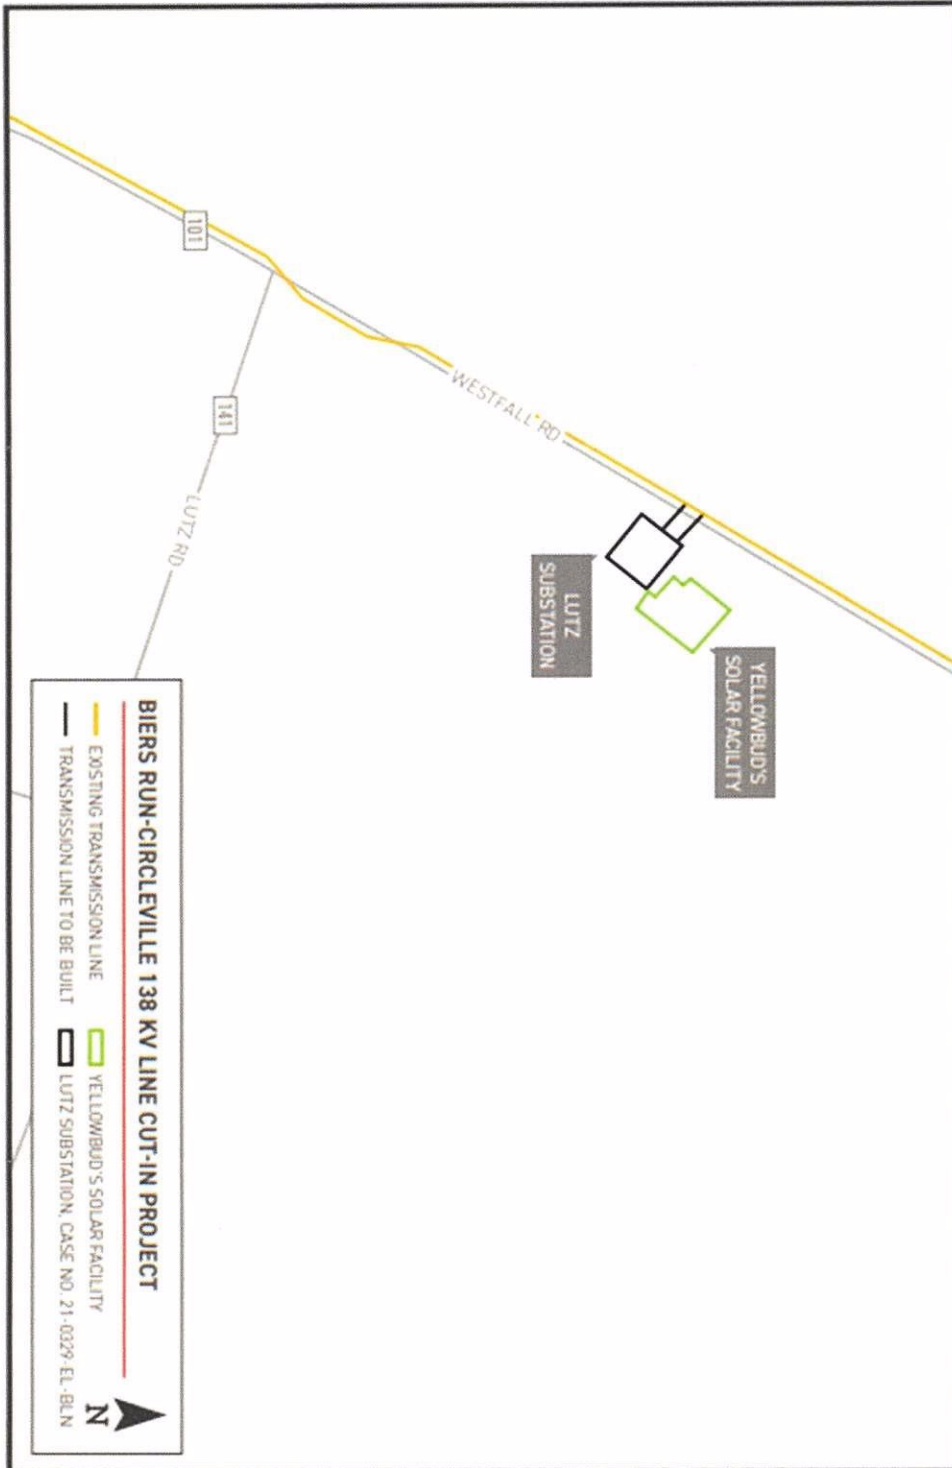 101
141
WESTFALL RD
LUTZ RD
LUTZ
SUBSTATION
YELLOWBUD'S
SOLAR FACILITY
BIERS RUN-CIRCLEVILLE 138 KV LINE CUT-IN PROJECT
EXISTING TRANSMISSION LINE
YELLOWBUD'S SOLAR FACILITY
TRANSMISSION LINE TO BE BUILT
LUTZ SUBSTATION, CASE NO. 21-0329-EL-BLN
N